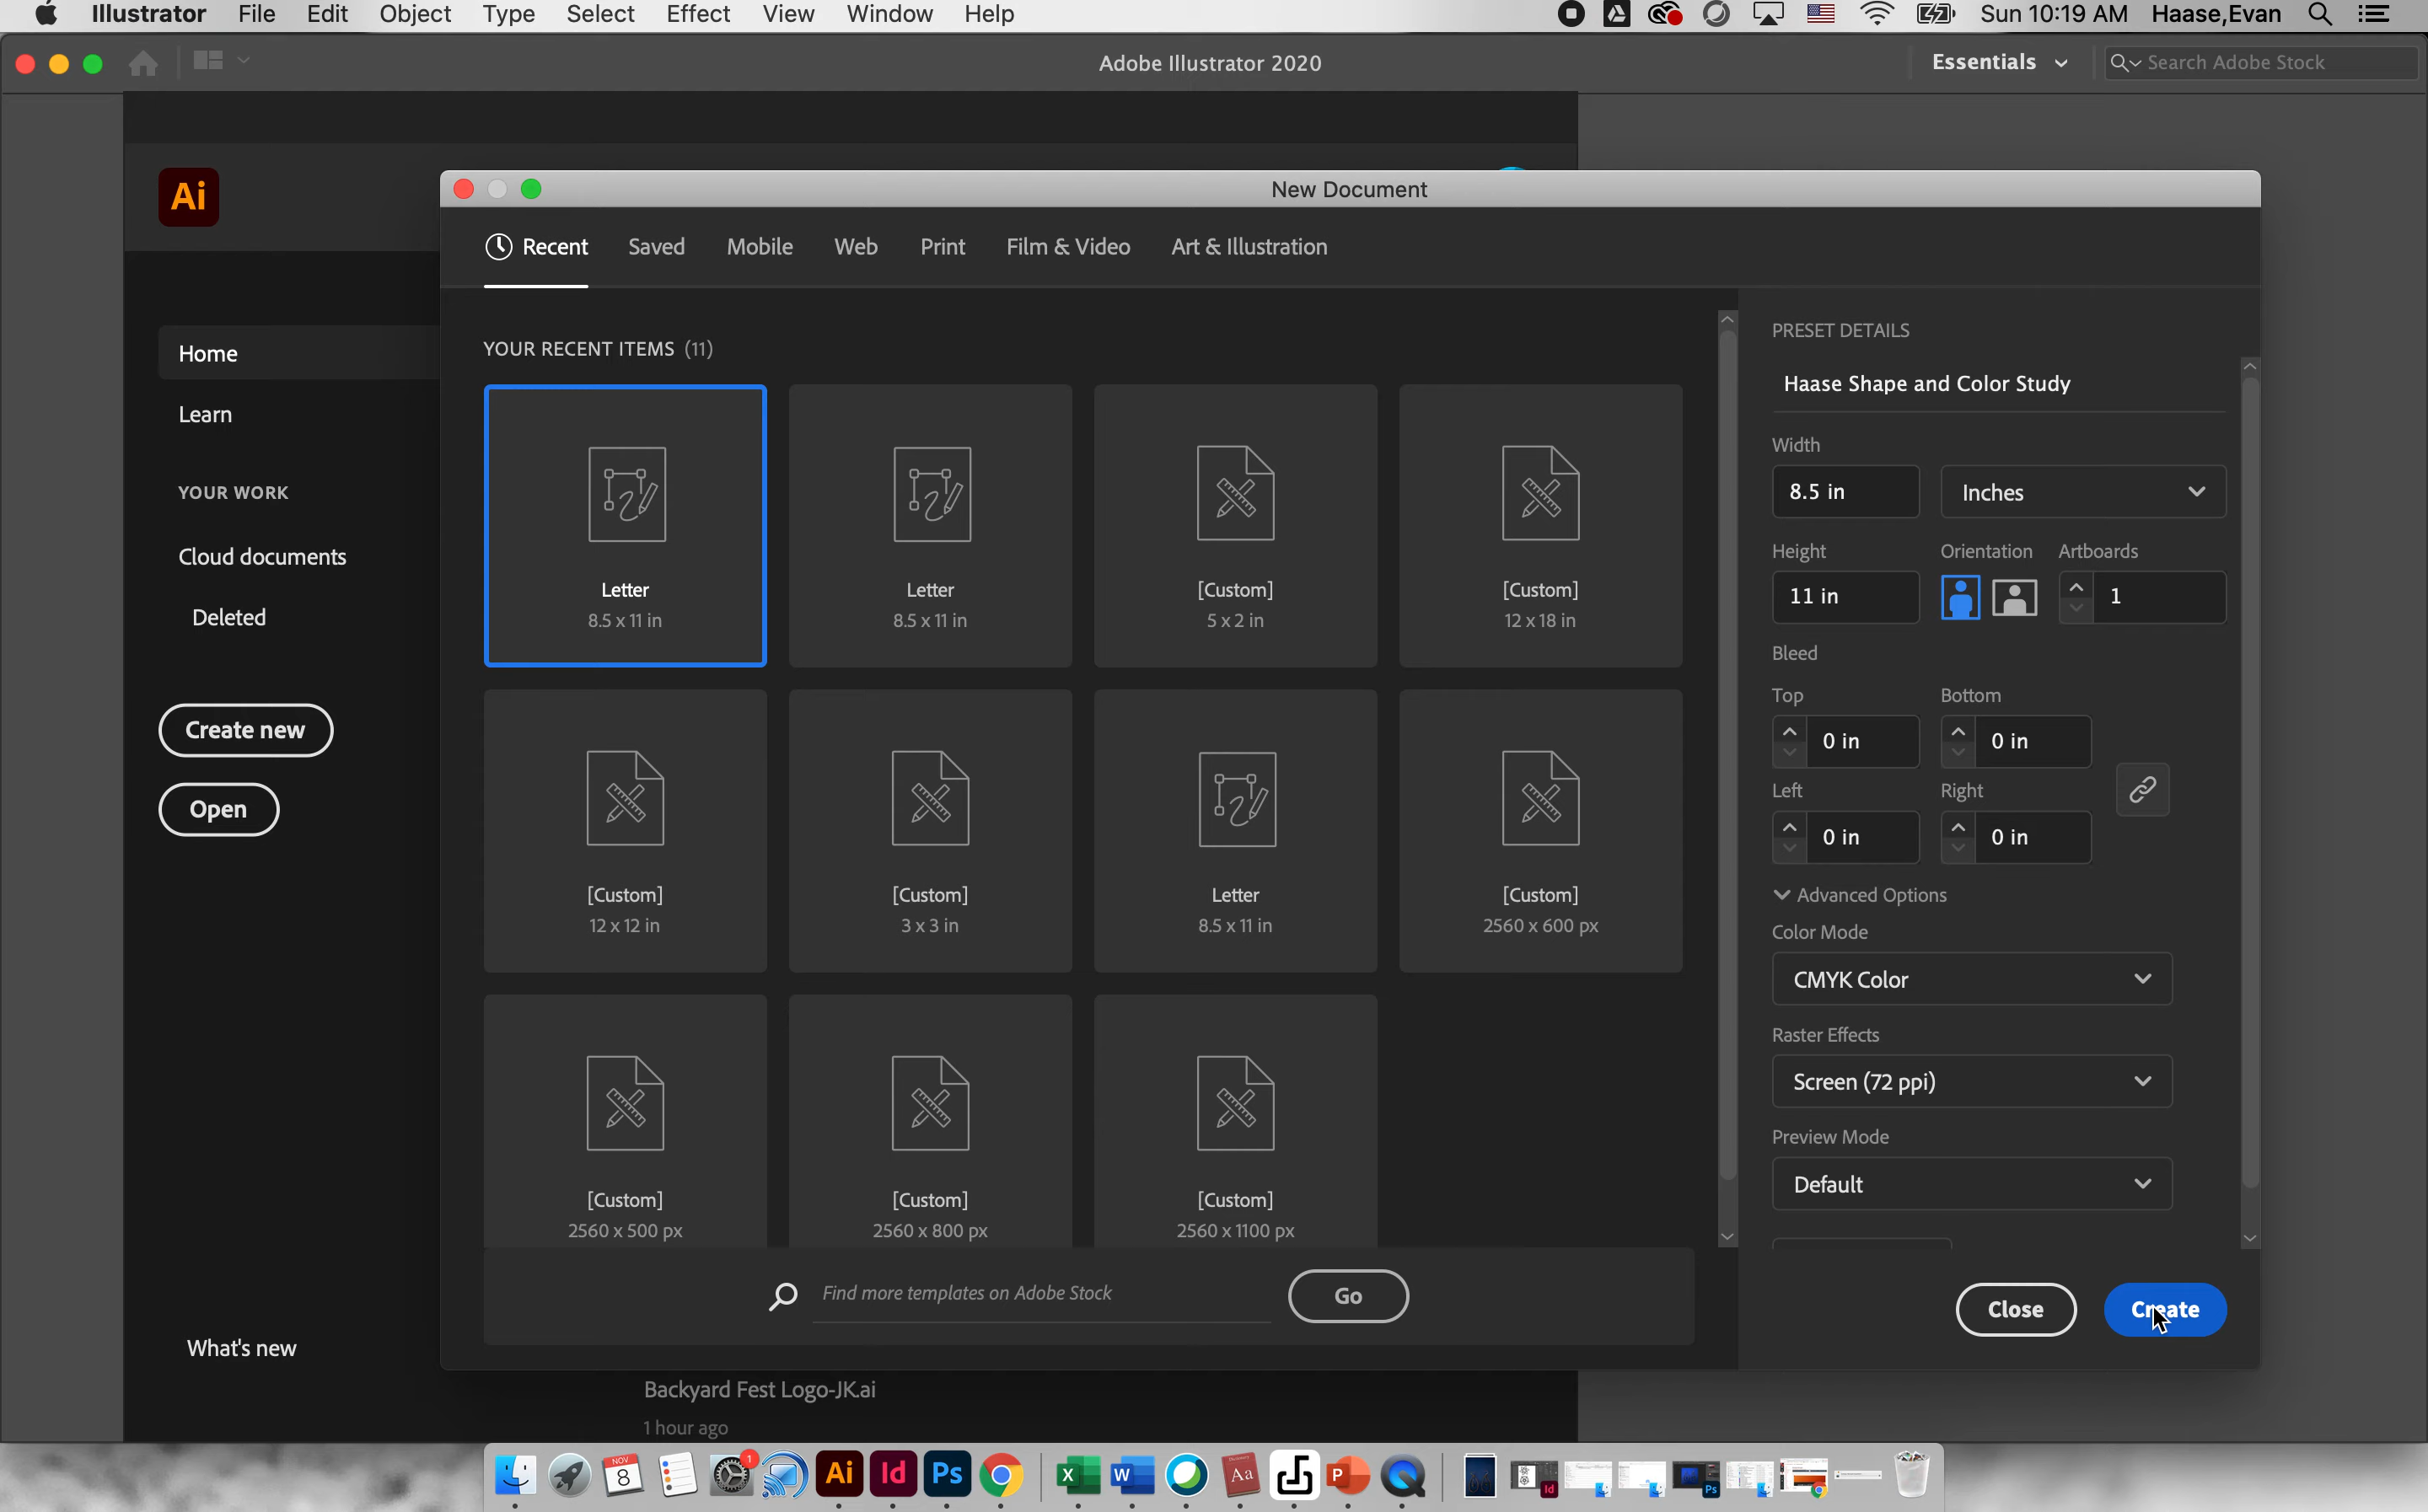 Illustrator File Edit Object Type Select Effect View Window Help Sun 10:19 AM Haase,Evan
Adobe Illustrator 2020
Essentials
Search Adobe Stock
Ai
New Document
Recent Saved Mobile Web Print Film & Video Art & Illustration
Home
Learn
YOUR WORK
Cloud documents
Deleted
Create new
Open
What's new
YOUR RECENT ITEMS (11)
Letter
8.5 x 11 in
Letter
8.5 x 11 in
[Custom]
5 x 2 in
[Custom]
12 x 18 in
[Custom]
12 x 12 in
[Custom]
3 x 3 in
Letter
8.5 x 11 in
[Custom]
2560 x 600 px
[Custom]
2560 x 500 px
[Custom]
2560 x 800 px
[Custom]
2560 x 1100 px
Find more templates on Adobe Stock
Go
PRESET DETAILS
Haase Shape and Color Study
Width
8.5 in
Inches
Height Orientation Artboards
11 in
1
Bleed
Top Bottom
0 in 0 in
Left Right
0 in 0 in
Advanced Options
Color Mode
CMYK Color
Raster Effects
Screen (72 ppi)
Preview Mode
Default
Close
Create
Backyard Fest Logo-JK.ai
1 hour ago
NOV
8
1
Ai Id Ps
X W Aa P
Id Ps